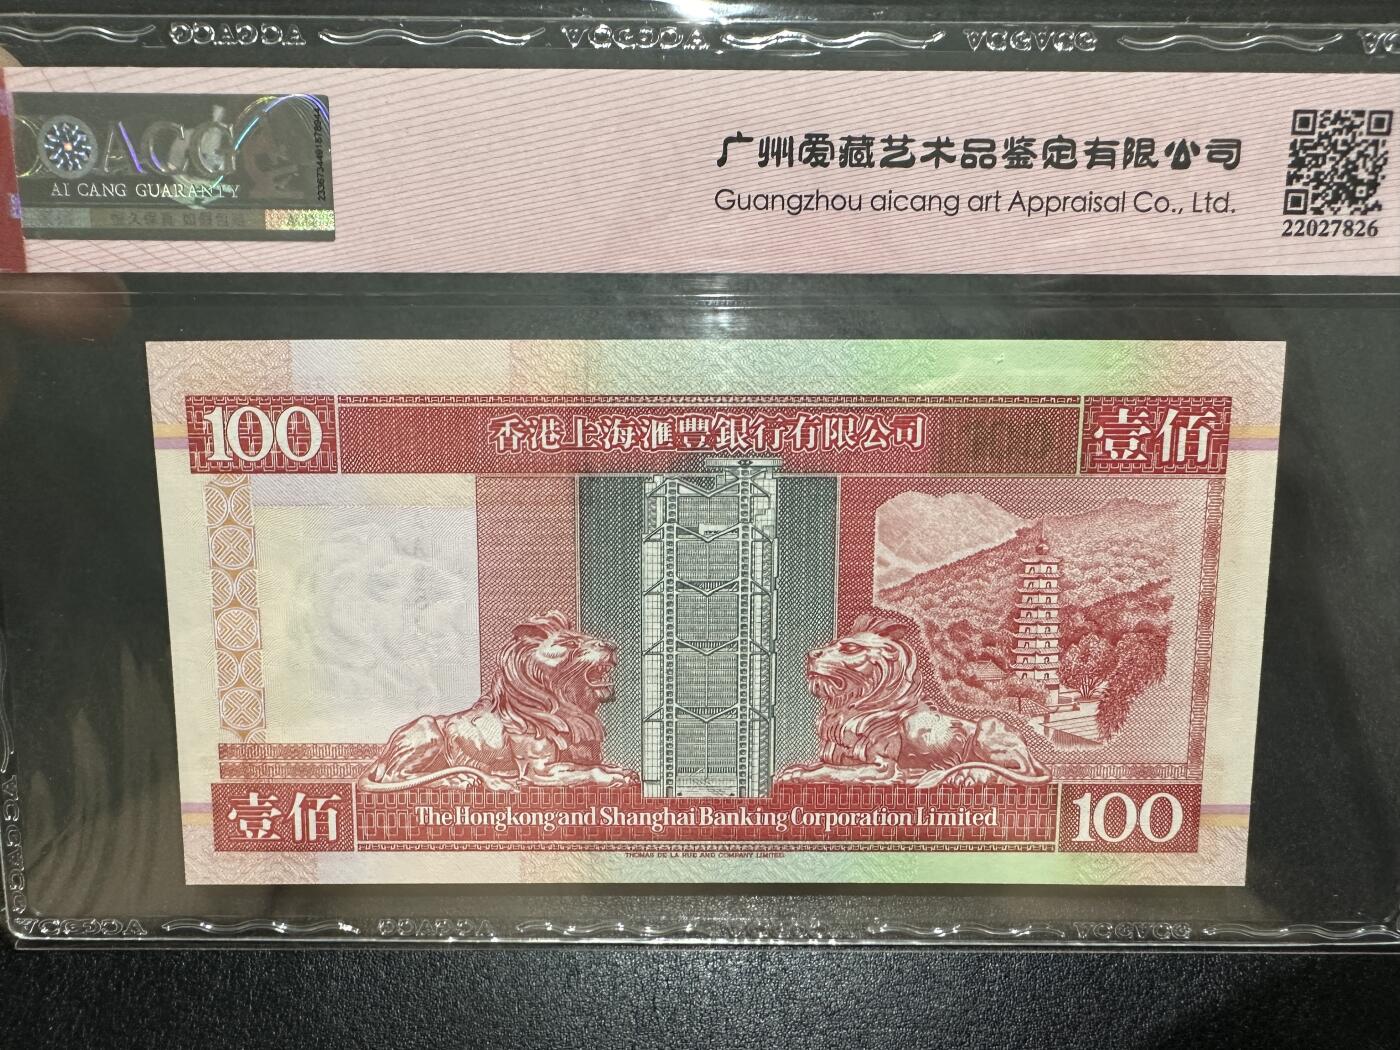 ACG
AI CANG GUARANTY
广州爱藏艺术品鉴定有限公司
Guangzhou aicang art Appraisal Co., Ltd.
22027826
100
香港上海滙豐銀行有限公司
壹佰
壹佰
The Hongkong and Shanghai Banking Corporation Limited
100
THOMAS DE LA RUE AND COMPANY LIMITED